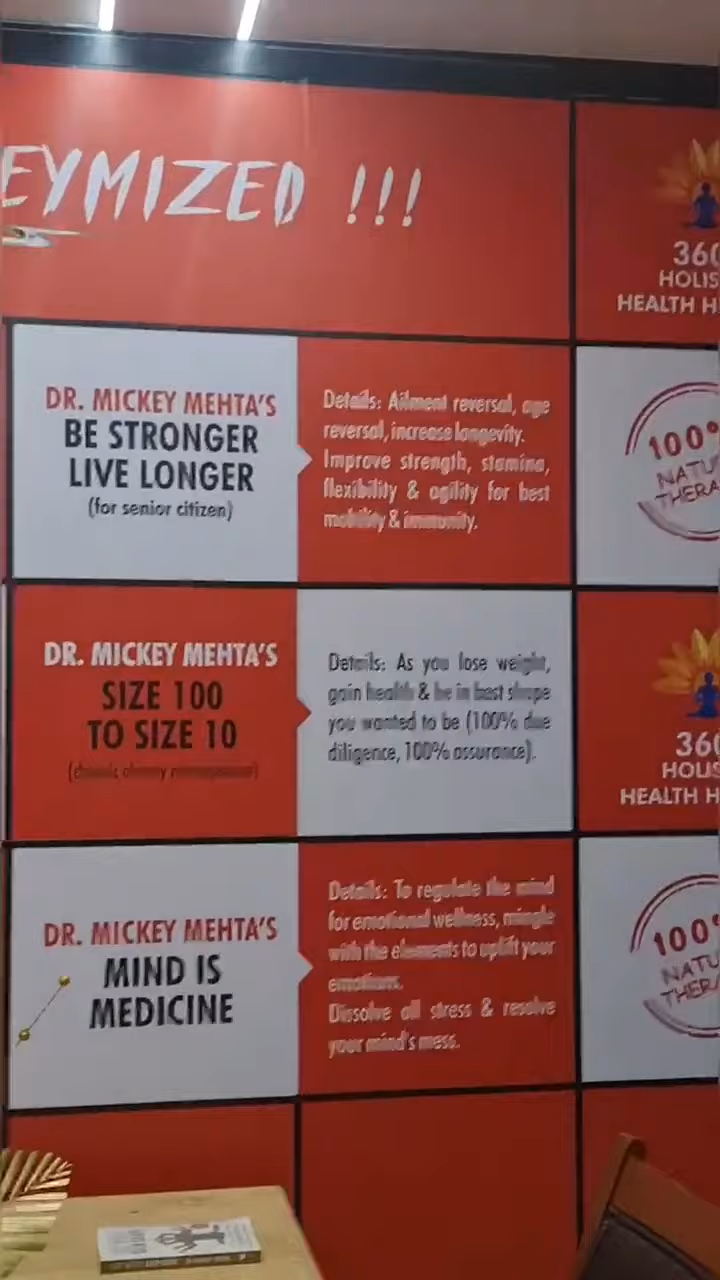 EYMIZED !!!
360
HOLIS
HEALTH H
DR. MICKEY MEHTA'S
BE STRONGER
LIVE LONGER
(for senior citizen)
Details: Ailment reversal, age
reversal, increase longevity.
Improve strength, stamina,
flexibility & agility for best
mobility & immunity.
100%
NATU
THERA
DR. MICKEY MEHTA'S
SIZE 100
TO SIZE 10
Details: As you lose weight,
gain health & be in best shape
you wanted to be (100% due
diligence, 100% assurance).
360
HOLIS
HEALTH H
DR. MICKEY MEHTA'S
MIND IS
MEDICINE
Details: To regulate the mind
for emotional wellness, mingle
with the elements to uplift your
emotions.
Dissolve all stress & resolve
your mind's mess.
100%
NATU
THERA